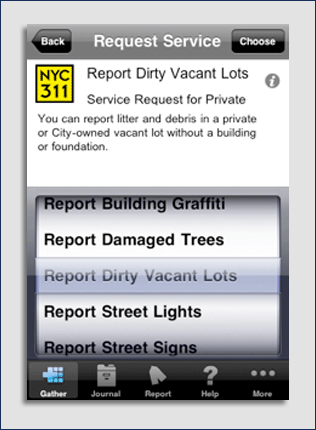 Back Request Service Choose
NYC
311
Report Dirty Vacant Lots
i
Service Request for Private
You can report litter and debris in a private
or City-owned vacant lot without a building
or foundation.
Report Building Graffiti
Report Damaged Trees
Report Dirty Vacant Lots
Report Street Lights
Report Street Signs
Gather Journal Report ? Help More